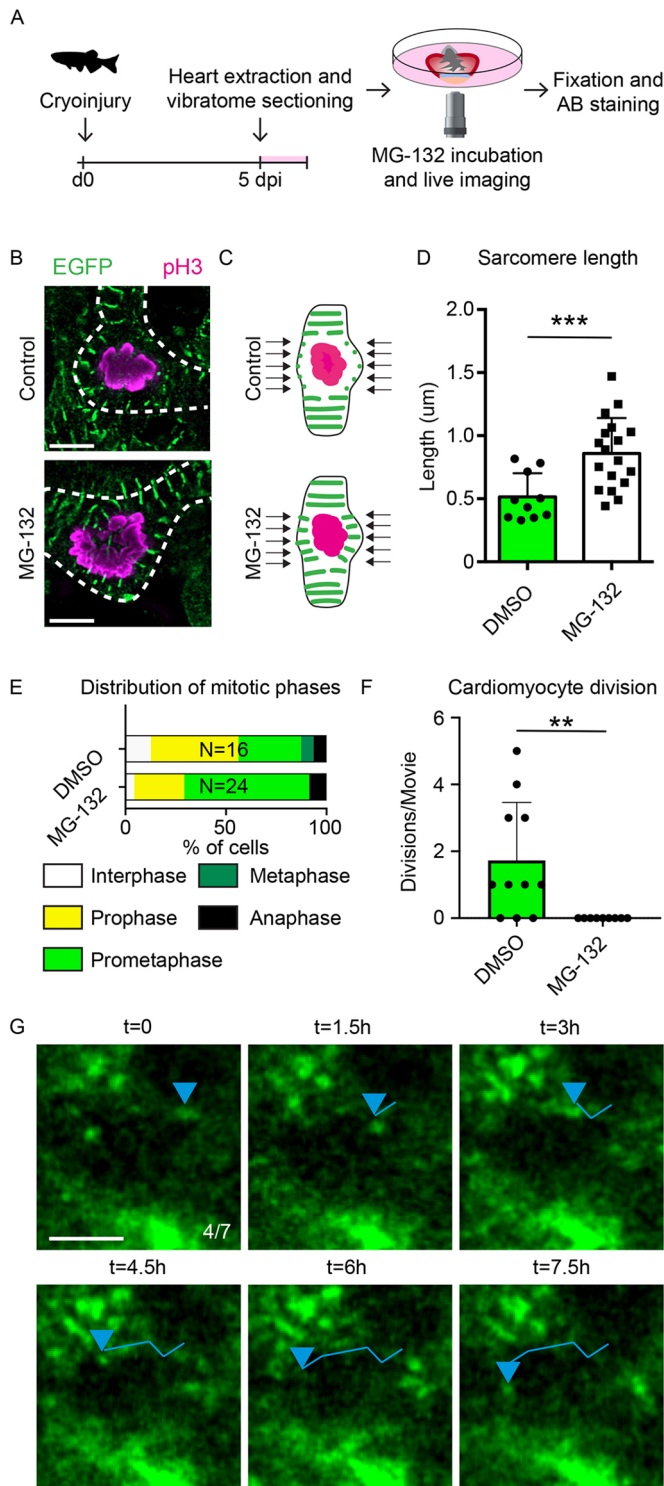 A
Cryoinjury
Heart extraction and
vibratome sectioning
Fixation and
AB staining
MG-132 incubation
and live imaging
d0
5 dpi
B
EGFP
pH3
Control
MG-132
C
Control
MG-132
D
Sarcomere length
***
2.0
1.5
1.0
0.5
0
Length (um)
DMSO
MG-132
E
Distribution of mitotic phases
N=16
N=24
DMSO
MG-132
0
50
100
% of cells
Interphase
Metaphase
Prophase
Anaphase
Prometaphase
F
Cardiomyocyte division
**
6
4
2
0
Divisions/Movie
DMSO
MG-132
G
t=0
t=1.5h
t=3h
4/7
t=4.5h
t=6h
t=7.5h